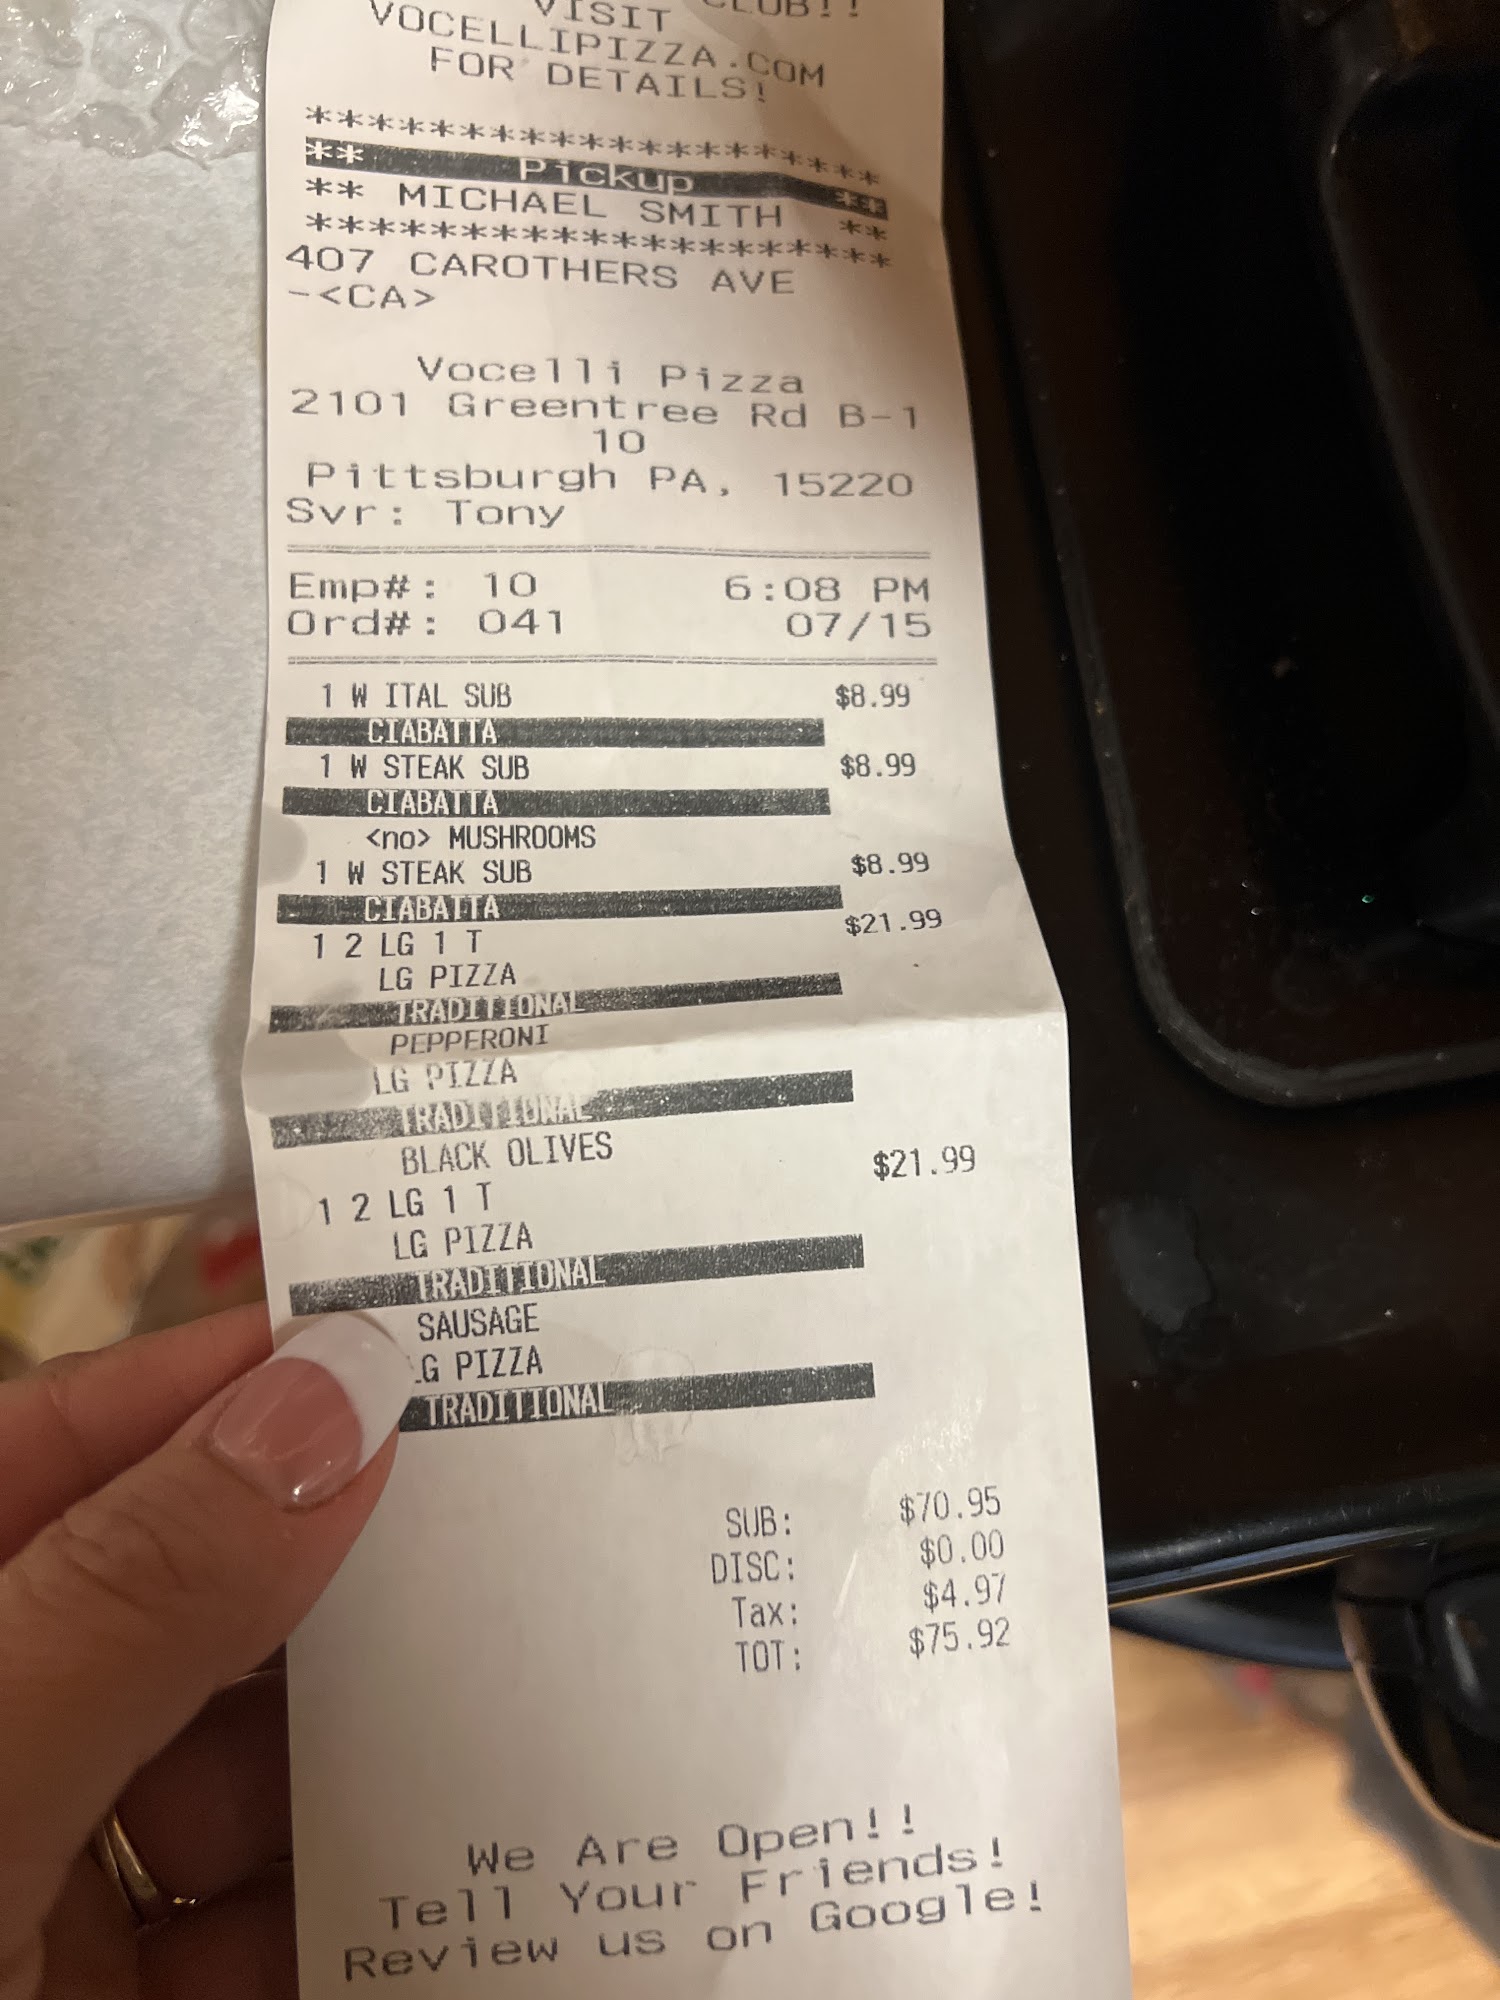 VISIT CLUB!!
VOCELLIPIZZA.COM
FOR DETAILS!
*******************
** Pickup **
** MICHAEL SMITH **
*******************
407 CAROTHERS AVE
-<CA>
Vocelli Pizza
2101 Greentree Rd B-1
10
Pittsburgh PA, 15220
Svr: Tony
Emp#: 10 6:08 PM
Ord#: 041 07/15
1 W ITAL SUB $8.99
CIABATTA
1 W STEAK SUB $8.99
CIABATTA
<no> MUSHROOMS
1 W STEAK SUB $8.99
CIABATTA
1 2 LG 1 T $21.99
LG PIZZA
TRADITIONAL
PEPPERONI
LG PIZZA
TRADITIONAL
BLACK OLIVES
1 2 LG 1 T $21.99
LG PIZZA
TRADITIONAL
SAUSAGE
LG PIZZA
TRADITIONAL
SUB: $70.95
DISC: $0.00
Tax: $4.97
TOT: $75.92
We Are Open!!
Tell Your Friends!
Review us on Google!